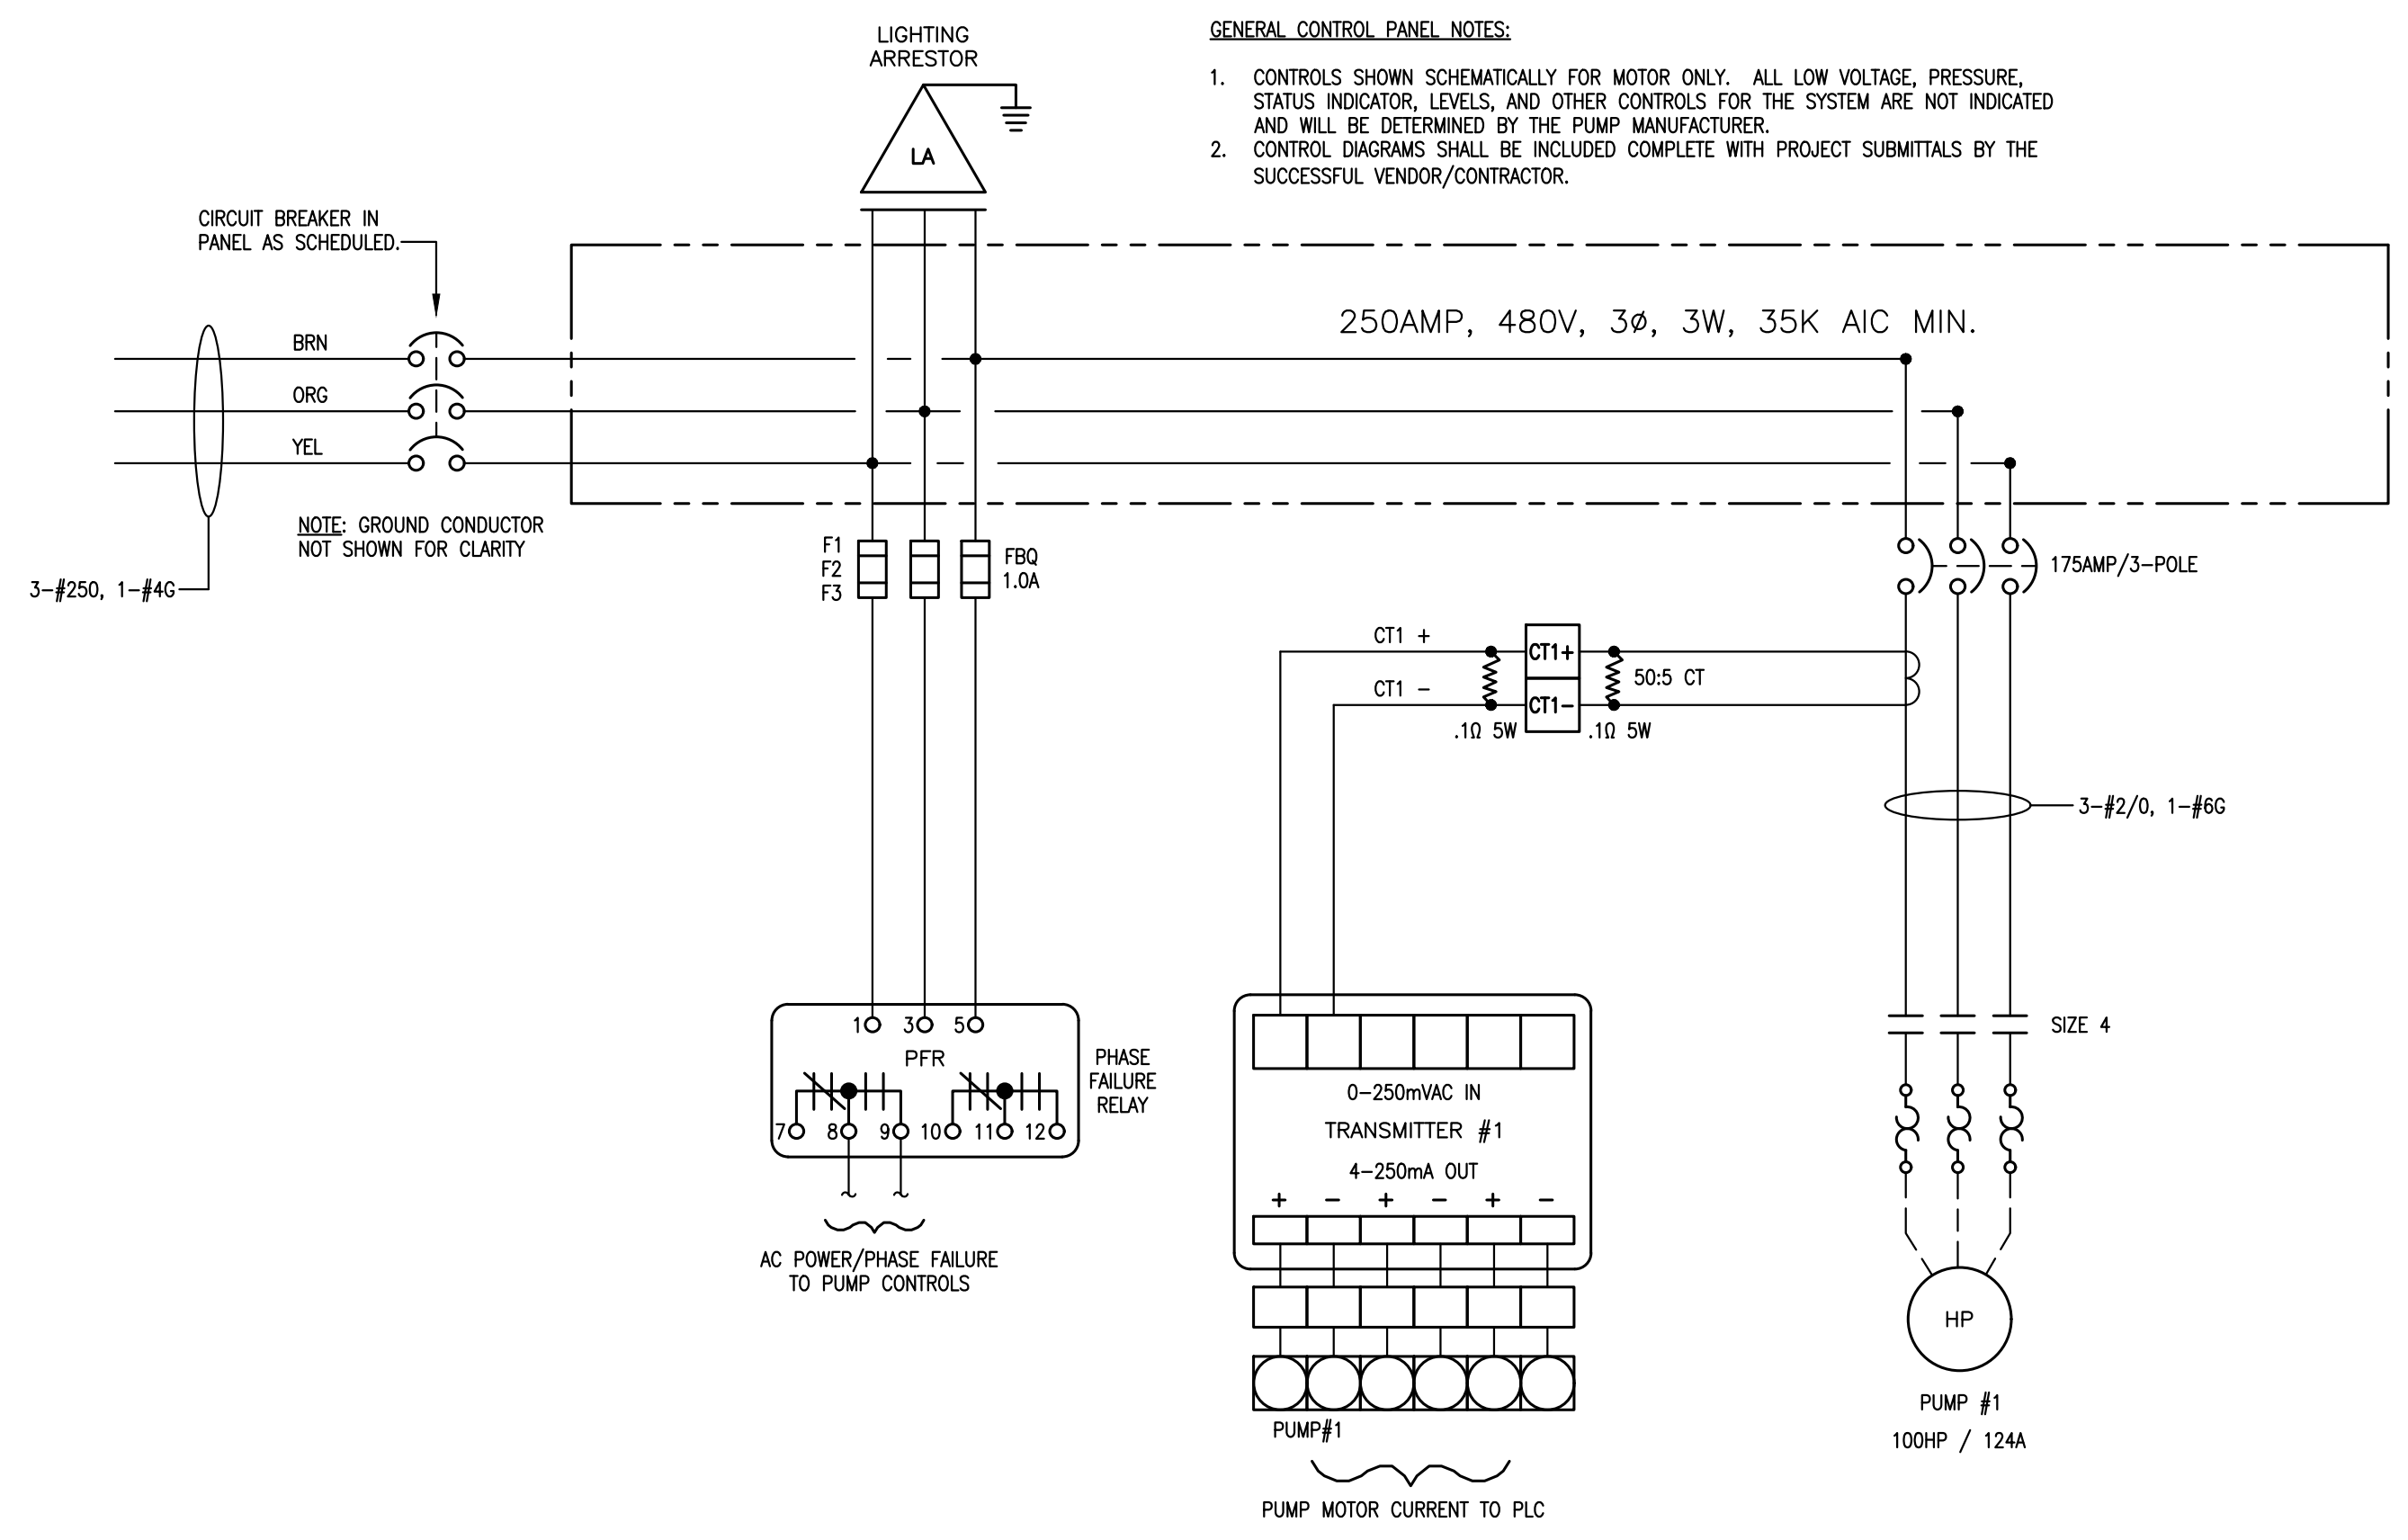 LIGHTING
ARRESTOR
LA
GENERAL CONTROL PANEL NOTES:
1. CONTROLS SHOWN SCHEMATICALLY FOR MOTOR ONLY. ALL LOW VOLTAGE, PRESSURE,
STATUS INDICATOR, LEVELS, AND OTHER CONTROLS FOR THE SYSTEM ARE NOT INDICATED
AND WILL BE DETERMINED BY THE PUMP MANUFACTURER.
2. CONTROL DIAGRAMS SHALL BE INCLUDED COMPLETE WITH PROJECT SUBMITTALS BY THE
SUCCESSFUL VENDOR/CONTRACTOR.
CIRCUIT BREAKER IN
PANEL AS SCHEDULED.
250AMP, 480V, 3ø, 3W, 35K AIC MIN.
BRN
ORG
YEL
NOTE: GROUND CONDUCTOR
NOT SHOWN FOR CLARITY
3-#250, 1-#4G
F1
F2
F3
FBQ
1.0A
175AMP/3-POLE
CT1 +
CT1+
50:5 CT
CT1 -
CT1-
.1Ω 5W
.1Ω 5W
3-#2/0, 1-#6G
1 3 5
PFR
7 8 9 10 11 12
PHASE
FAILURE
RELAY
AC POWER/PHASE FAILURE
TO PUMP CONTROLS
0-250mVAC IN
TRANSMITTER #1
4-250mA OUT
+ - + - + -
PUMP#1
PUMP MOTOR CURRENT TO PLC
SIZE 4
HP
PUMP #1
100HP / 124A